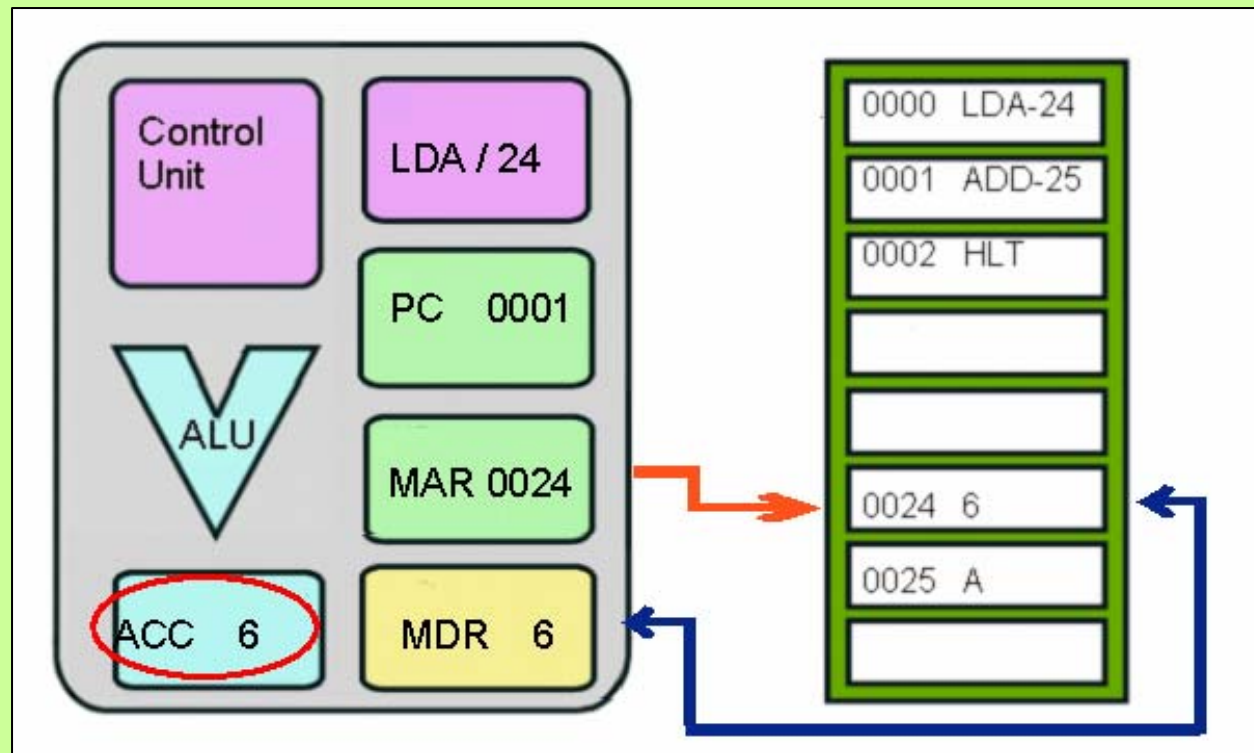 Control
Unit
LDA / 24
PC 0001
ALU
MAR 0024
ACC 6
MDR 6
0000 LDA-24
0001 ADD-25
0002 HLT
0024 6
0025 A